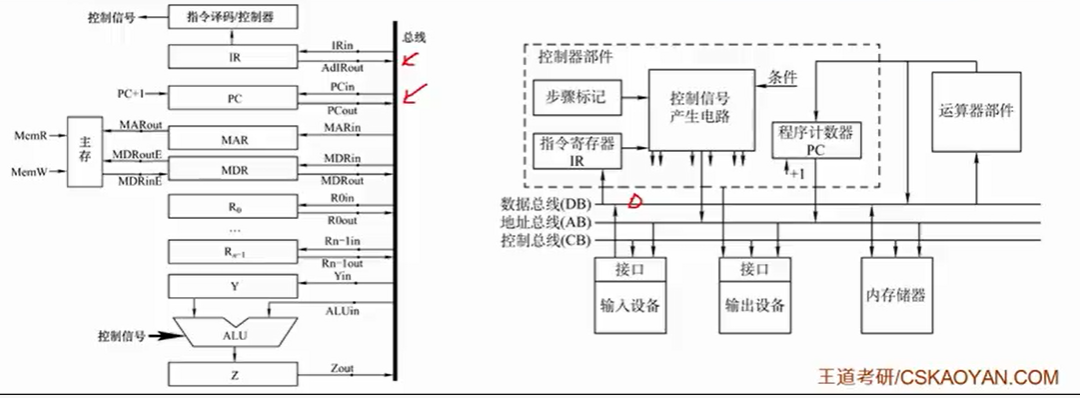 控制信号
指令译码/控制器
总线
IR
IRin
AdIRout
PC+1
PC
PCin
PCout
MemR
MemW
主存
MARout
MAR
MARin
MDRoutE
MDRinE
MDR
MDRin
MDRout
R₀
R0in
R0out
...
Rₙ₋₁
Rn-1in
Rn-1out
Y
Yin
ALUin
控制信号
ALU
Z
Zout
控制器部件
步骤标记
指令寄存器
IR
控制信号
产生电路
条件
程序计数器
PC
+1
运算器部件
数据总线(DB)
地址总线(AB)
控制总线(CB)
接口
输入设备
接口
输出设备
内存储器
王道考研/CSKAOYAN.COM